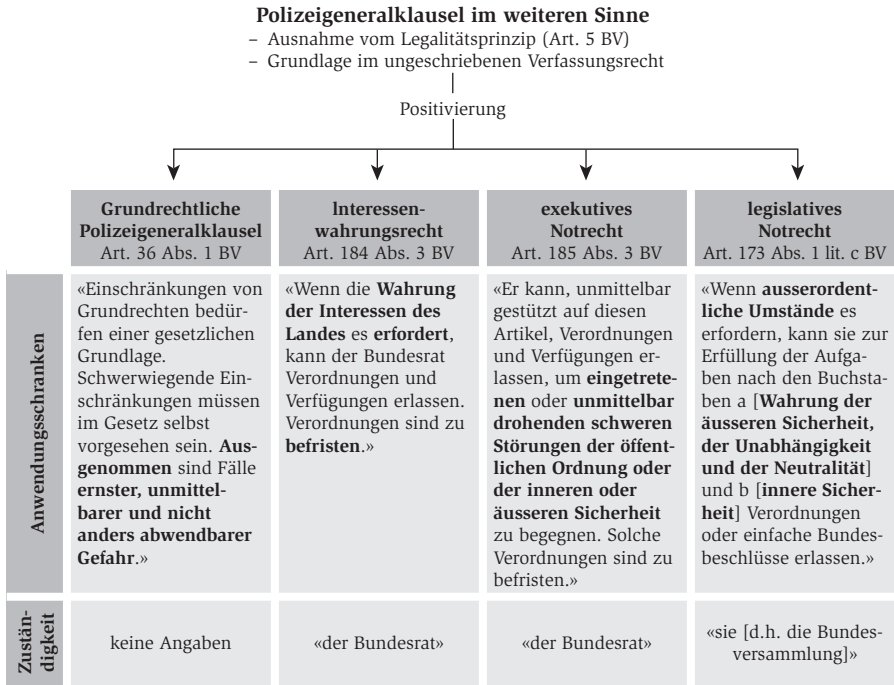 Polizeigeneralklausel im weiteren Sinne
– Ausnahme vom Legalitätsprinzip (Art. 5 BV)
– Grundlage im ungeschriebenen Verfassungsrecht
Positivierung
Grundrechtliche
Polizeigeneralklausel
Art. 36 Abs. 1 BV
Interessen-
wahrungsrecht
Art. 184 Abs. 3 BV
exekutives
Notrecht
Art. 185 Abs. 3 BV
legislatives
Notrecht
Art. 173 Abs. 1 lit. c BV
Anwendungsschranken
«Einschränkungen von
Grundrechten bedür-
fen einer gesetzlichen
Grundlage.
Schwerwiegende Ein-
schränkungen müssen
im Gesetz selbst
vorgesehen sein. Aus-
genommen sind Fälle
ernster, unmittel-
barer und nicht
anders abwendbarer
Gefahr.»
«Wenn die Wahrung
der Interessen des
Landes es erfordert,
kann der Bundesrat
Verordnungen und
Verfügungen erlassen.
Verordnungen sind zu
befristen.»
«Er kann, unmittelbar
gestützt auf diesen
Artikel, Verordnungen
und Verfügungen er-
lassen, um eingetrete-
nen oder unmittelbar
drohenden schweren
Störungen der öffent-
lichen Ordnung oder
der inneren oder
äusseren Sicherheit
zu begegnen. Solche
Verordnungen sind zu
befristen.»
«Wenn ausserordent-
liche Umstände es
erfordern, kann sie zur
Erfüllung der Aufga-
ben nach den Buchsta-
ben a [Wahrung der
äusseren Sicherheit,
der Unabhängigkeit
und der Neutralität]
und b [innere Sicher-
heit] Verordnungen
oder einfache Bundes-
beschlüsse erlassen.»
Zustän-
digkeit
keine Angaben
«der Bundesrat»
«der Bundesrat»
«sie [d.h. die Bundes-
versammlung]»